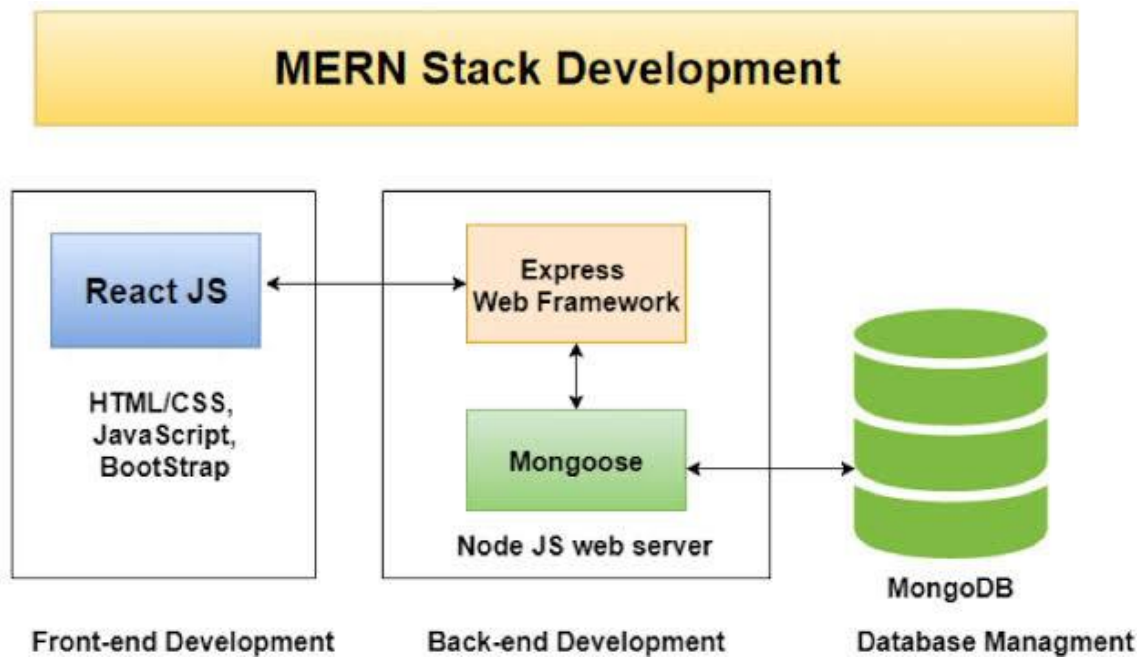 MERN Stack Development
React JS
HTML/CSS,
JavaScript,
BootStrap
Front-end Development
Express
Web Framework
Mongoose
Node JS web server
Back-end Development
MongoDB
Database Managment